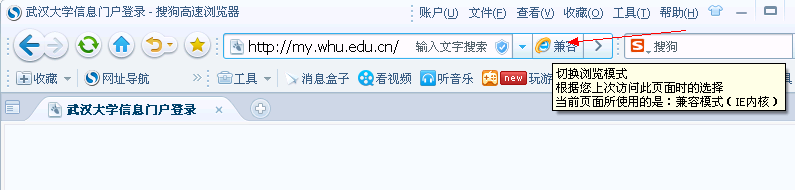 武汉大学信息门户登录 - 搜狗高速浏览器
账户(U) 文件(F) 查看(V) 收藏(O) 工具(T) 帮助(H)
http://my.whu.edu.cn/ 输入文字搜索 兼容 搜狗
收藏 网址导航 工具 消息盒子 看视频 听音乐 new 玩游
切换浏览模式
根据您上次访问此页面时的选择
当前页面所使用的是：兼容模式（IE内核）
武汉大学信息门户登录